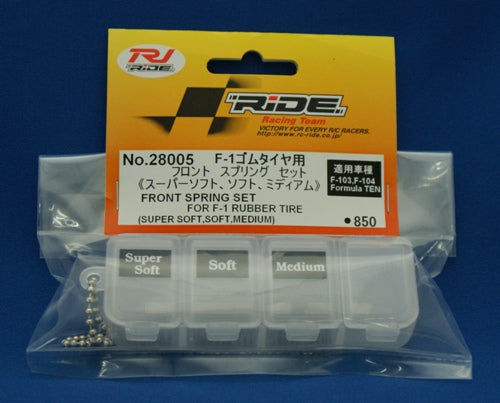 RJ
RiDE
RiDE
Racing Team
VICTORY FOR EVERY R/C RACERS.
http://www.rc-ride.co.jp/
No.28005 F-1ゴムタイヤ用
フロント スプリング セット
《スーパーソフト、ソフト、ミディアム》
FRONT SPRING SET
FOR F-1 RUBBER TIRE
(SUPER SOFT,SOFT,MEDIUM)
適用車種
F-103,F-104
Formula TEN
●850
Super
Soft
Soft
Medium